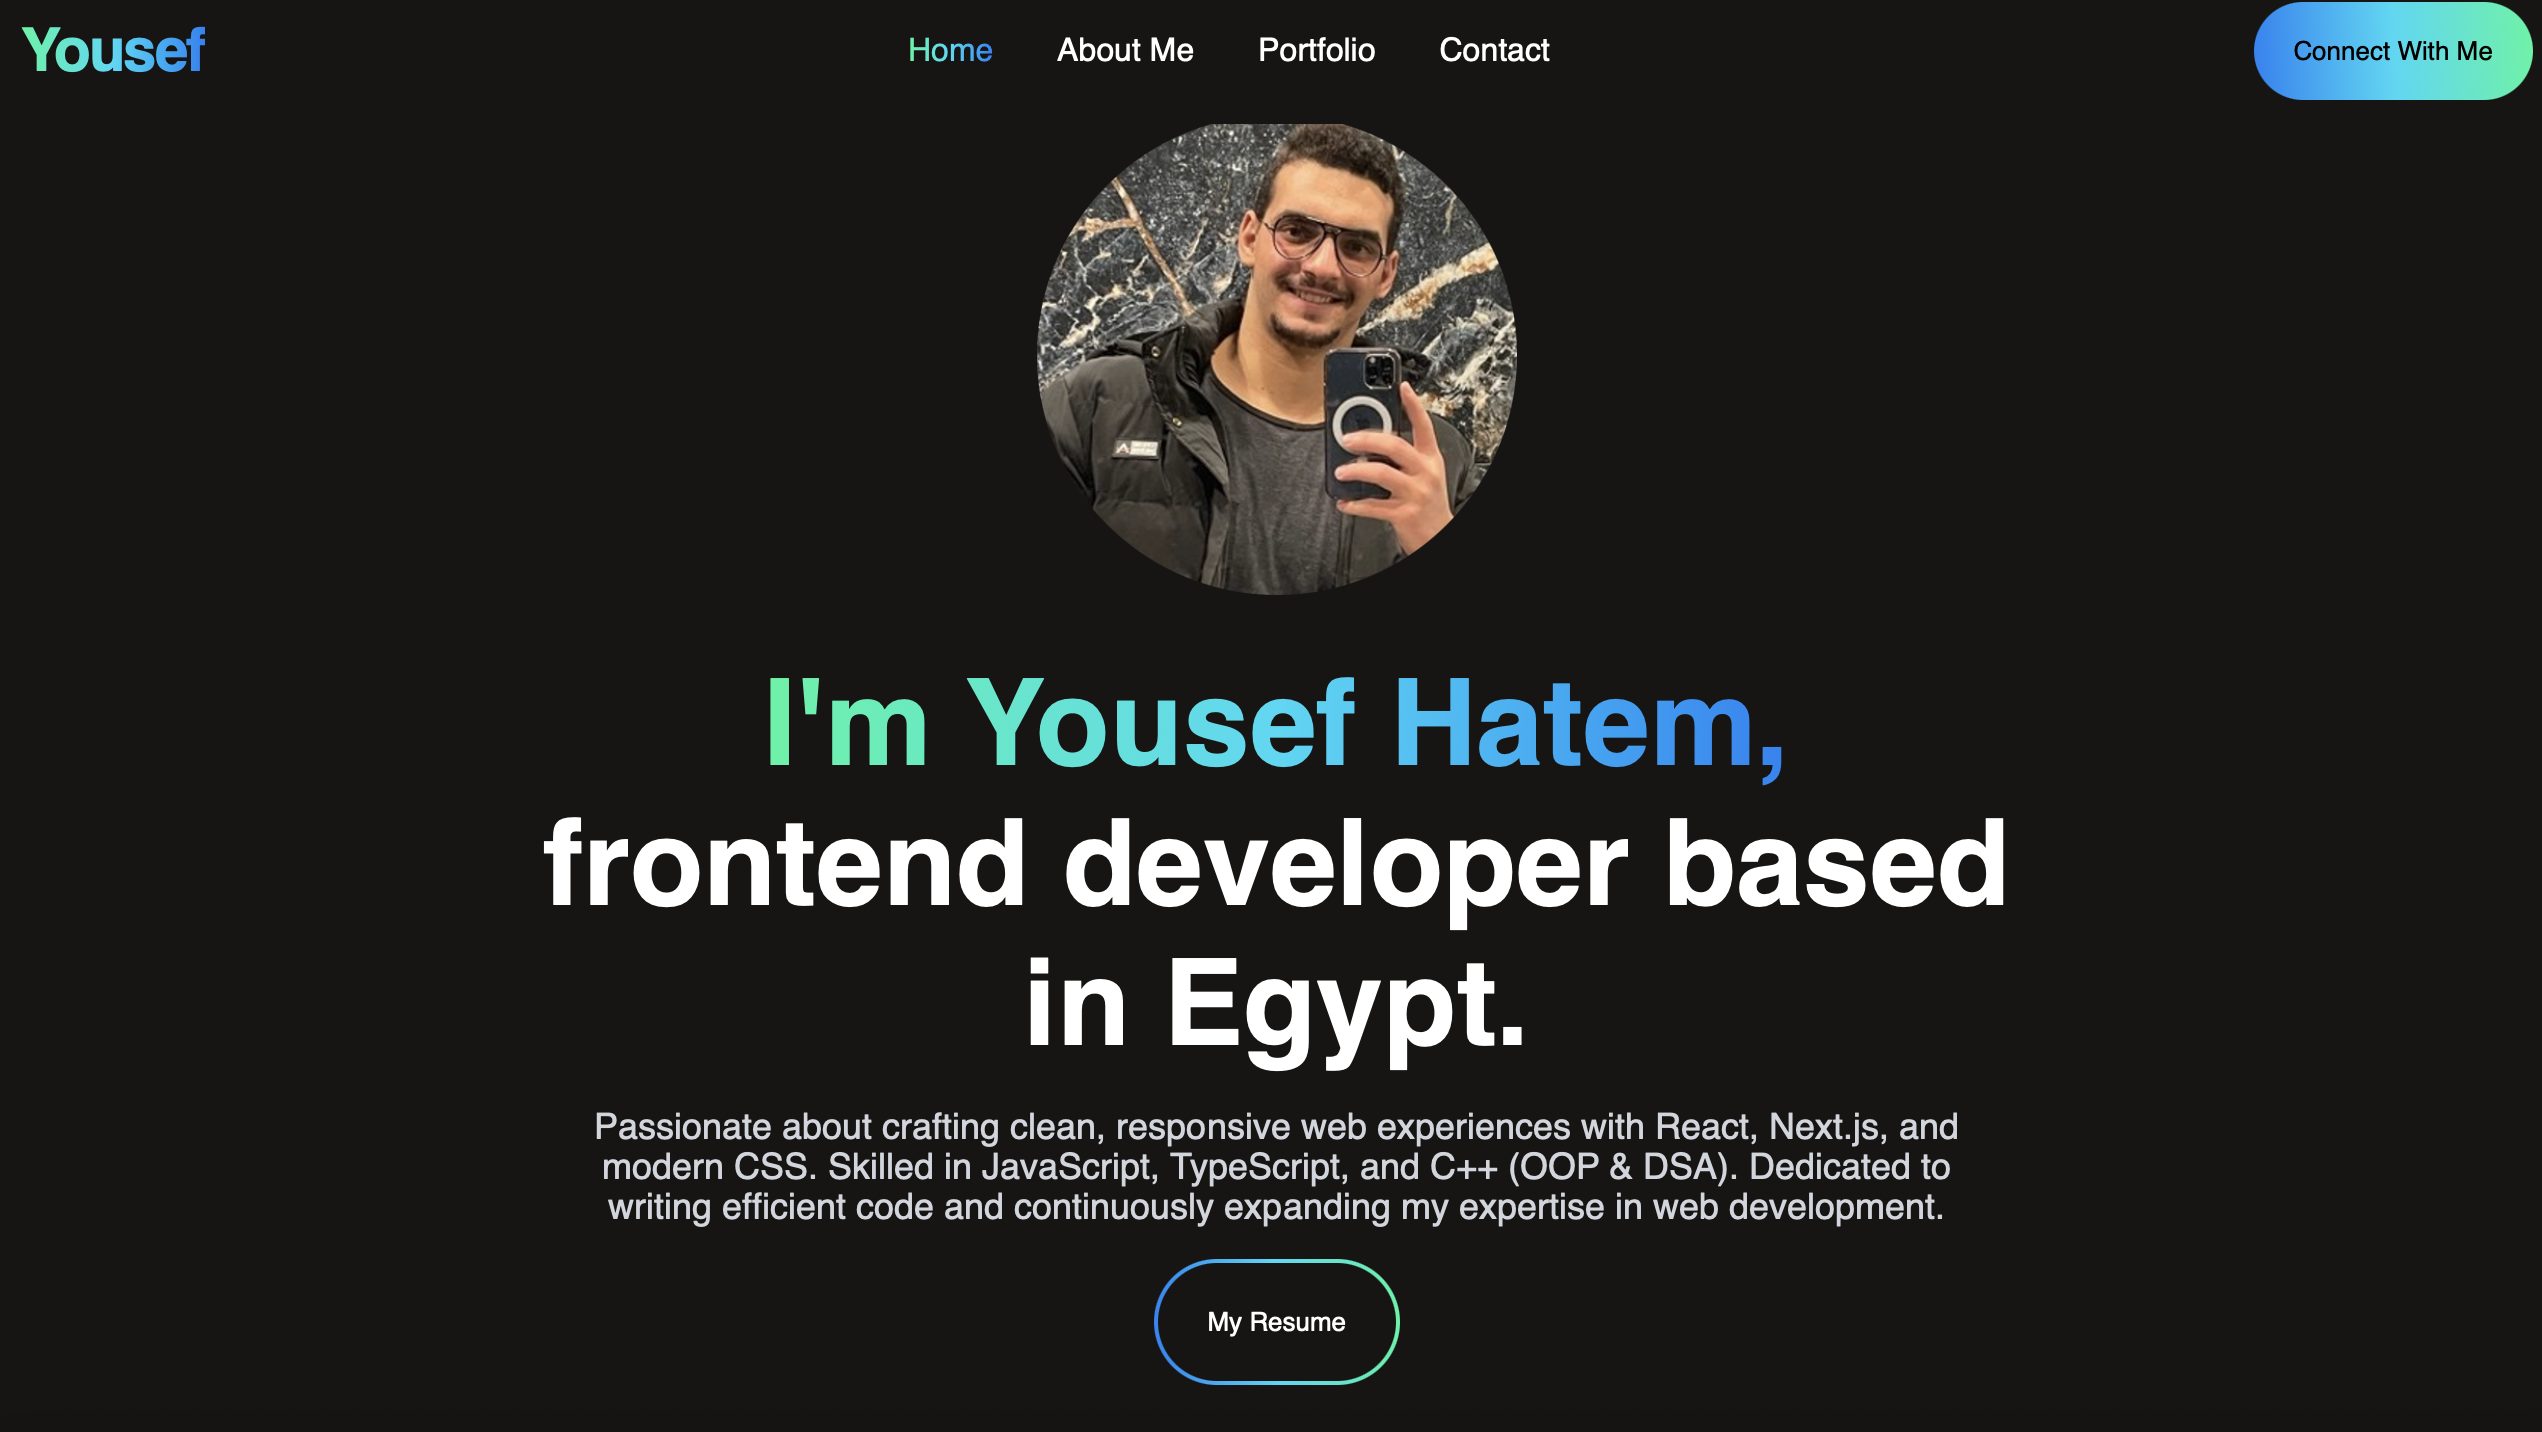 Yousef
Home
About Me
Portfolio
Contact
Connect With Me
I'm Yousef Hatem,
frontend developer based
in Egypt.
Passionate about crafting clean, responsive web experiences with React, Next.js, and
modern CSS. Skilled in JavaScript, TypeScript, and C++ (OOP & DSA). Dedicated to
writing efficient code and continuously expanding my expertise in web development.
My Resume